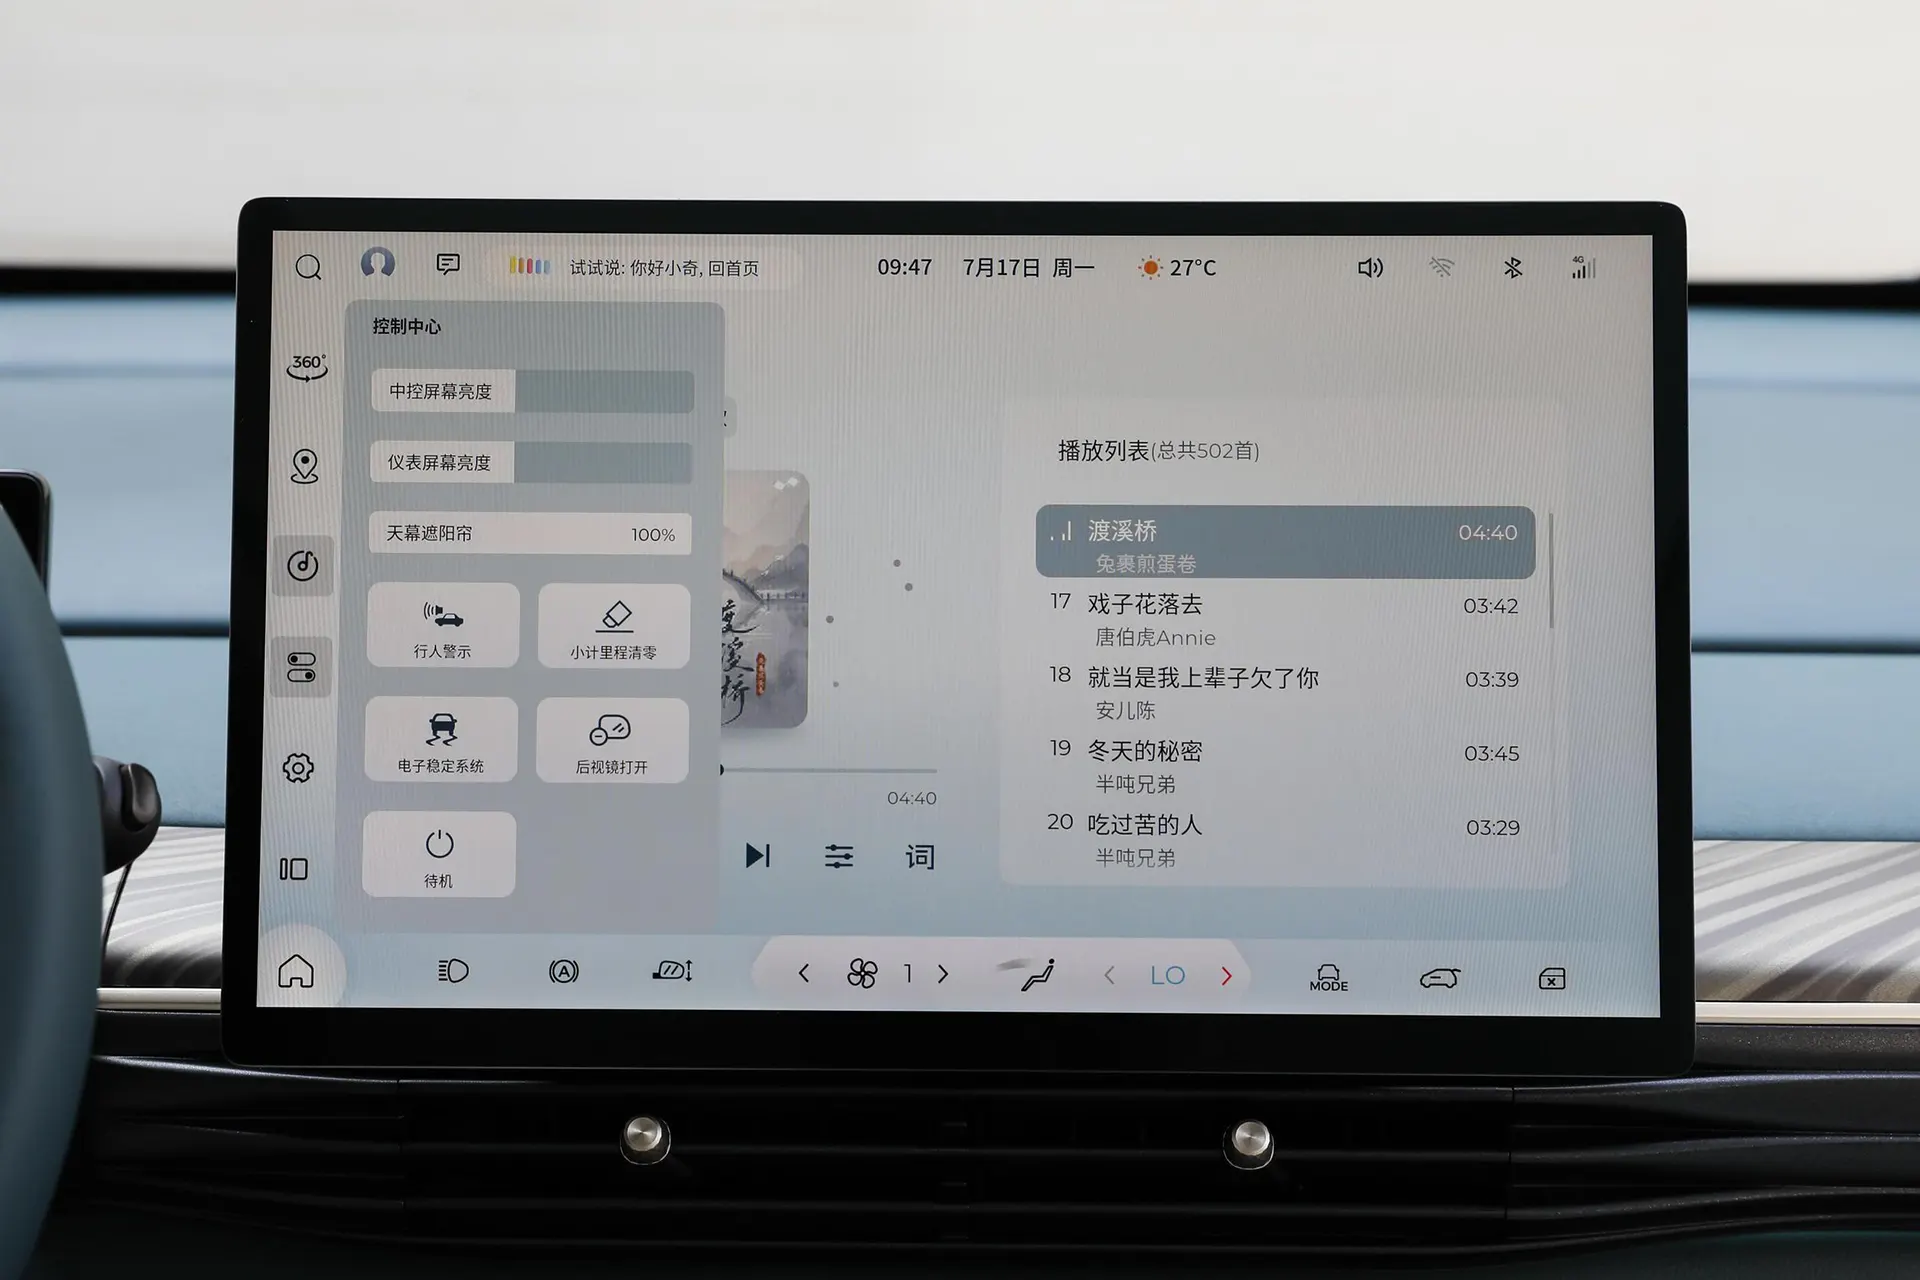 试试说: 你好小奇, 回首页
09:47 7月17日 周一 27°C
4G
控制中心
360°
中控屏幕亮度
仪表屏幕亮度
天幕遮阳帘 100%
行人警示 小计里程清零
电子稳定系统 后视镜打开
待机
渡溪桥
04:40
词
播放列表(总共502首)
渡溪桥 04:40
兔裹煎蛋卷
17 戏子花落去 03:42
唐伯虎Annie
18 就当是我上辈子欠了你 03:39
安儿陈
19 冬天的秘密 03:45
半吨兄弟
20 吃过苦的人 03:29
半吨兄弟
A
1
LO
MODE